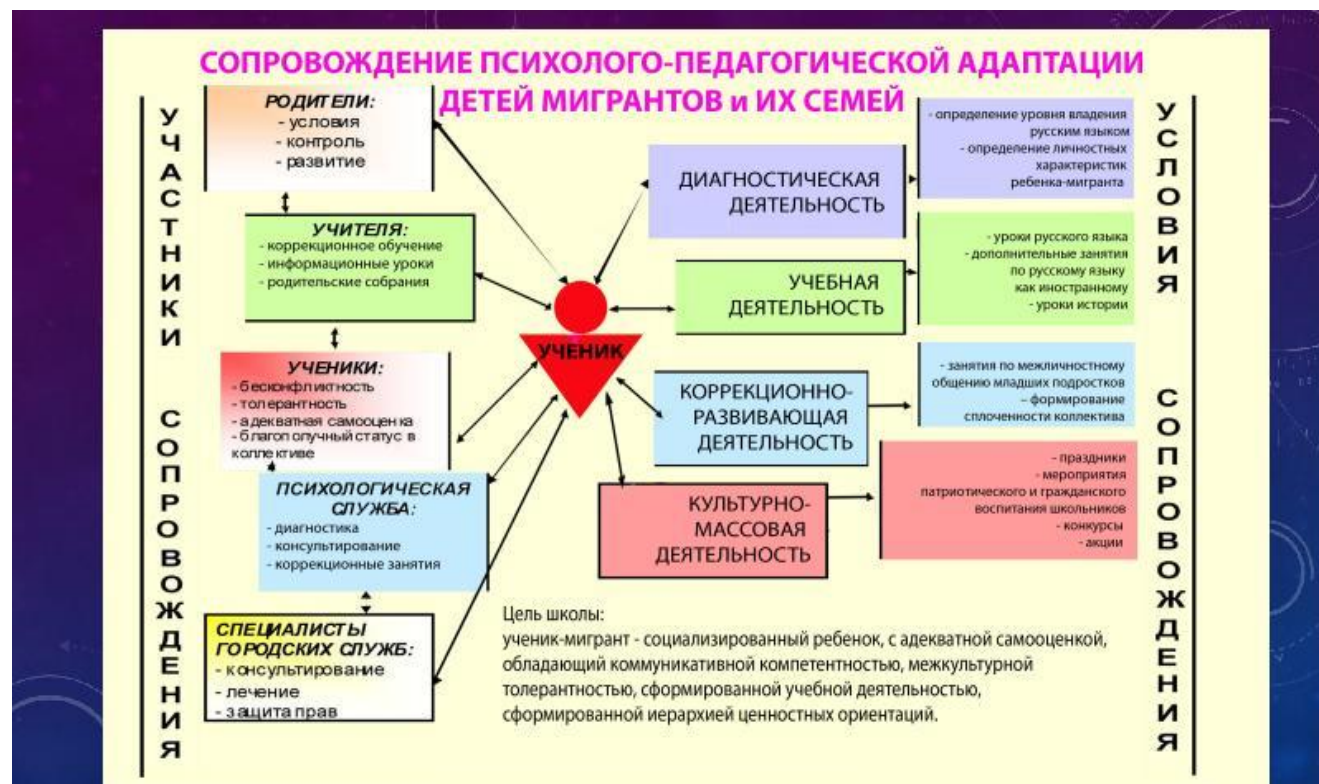 СОПРОВОЖДЕНИЕ ПСИХОЛОГО-ПЕДАГОГИЧЕСКОЙ АДАПТАЦИИ
ДЕТЕЙ МИГРАНТОВ и ИХ СЕМЕЙ
УЧАСТНИКИ СОПРОВОЖДЕНИЯ
РОДИТЕЛИ:
- условия
- контроль
- развитие
УЧИТЕЛЯ:
- коррекционное обучение
- информационные уроки
- родительские собрания
УЧЕНИКИ:
- бесконфликтность
- толерантность
- адекватная самооценка
- благополучный статус в
коллективе
ПСИХОЛОГИЧЕСКАЯ
СЛУЖБА:
- диагностика
- консультирование
- коррекционные занятия
СПЕЦИАЛИСТЫ
ГОРОДСКИХ СЛУЖБ:
- консультирование
- лечение
- защита прав
УЧЕНИК
ДИАГНОСТИЧЕСКАЯ
ДЕЯТЕЛЬНОСТЬ
УЧЕБНАЯ
ДЕЯТЕЛЬНОСТЬ
КОРРЕКЦИОННО-
РАЗВИВАЮЩАЯ
ДЕЯТЕЛЬНОСТЬ
КУЛЬТУРНО-
МАССОВАЯ
ДЕЯТЕЛЬНОСТЬ
- определение уровня владения
русским языком
- определение личностных
характеристик
ребенка-мигранта
- уроки русского языка
- дополнительные занятия
по русскому языку
как иностранному
- уроки истории
- занятия по межличностному
общению младших подростков
– формирование
сплоченности коллектива
- праздники
- мероприятия
патриотического и гражданского
воспитания школьников
- конкурсы
- акции
УСЛОВИЯ СОПРОВОЖДЕНИЯ
Цель школы:
ученик-мигрант - социализированный ребенок, с адекватной самооценкой,
обладающий коммуникативной компетентностью, межкультурной
толерантностью, сформированной учебной деятельностью,
сформированной иерархией ценностных ориентаций.